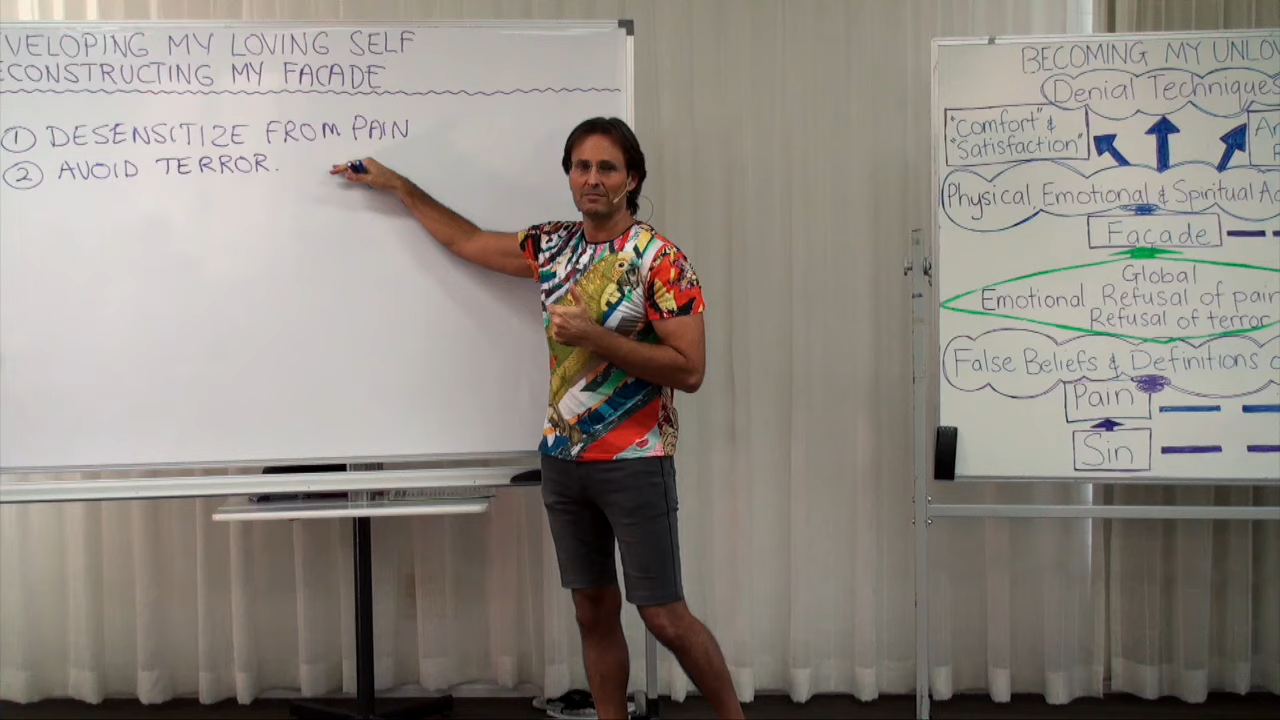 VELOPING MY LOVING SELF
ECONSTRUCTING MY FACADE
① DESENSITIZE FROM PAIN
② AVOID TERROR.
BECOMING MY UNLOV
Denial Techniques
"Comfort" &
"Satisfaction"
Physical, Emotional & Spiritual Ad
Façade
Global
Emotional Refusal of pain
Refusal of terror
False Beliefs & Definitions
Pain
Sin